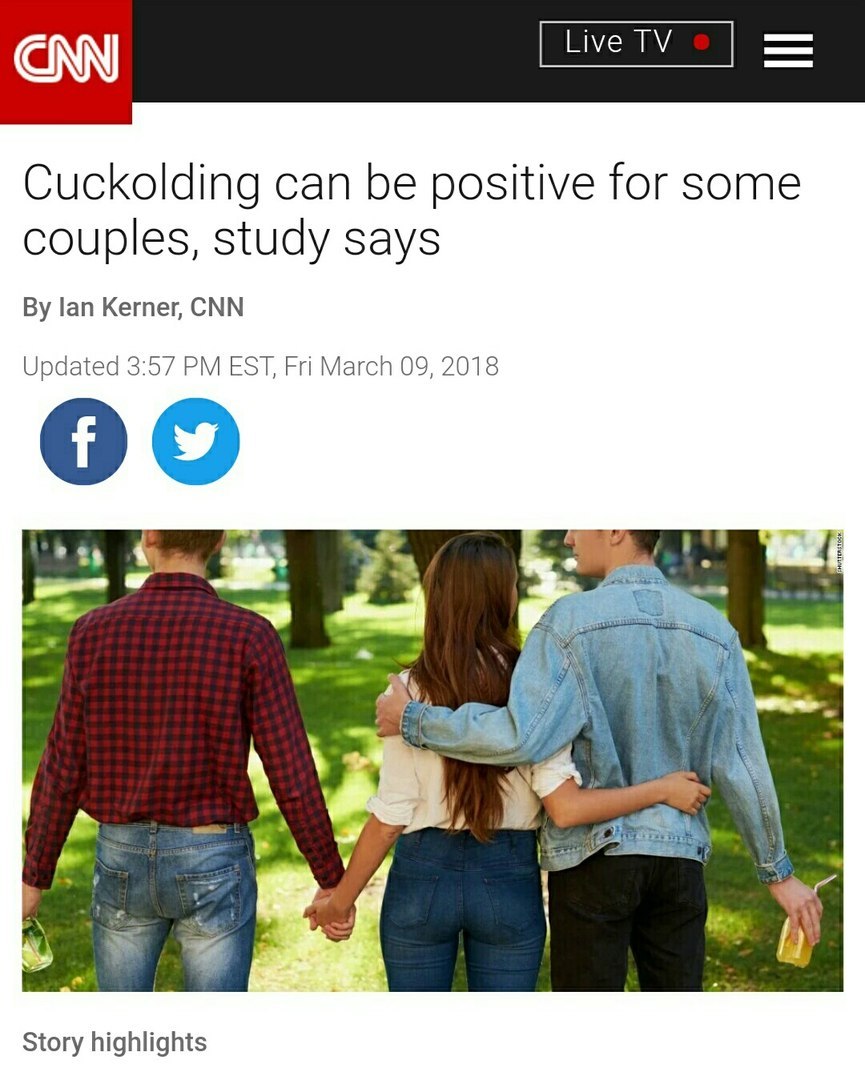 CNN
Live TV
Cuckolding can be positive for some
couples, study says
By Ian Kerner, CNN
Updated 3:57 PM EST, Fri March 09, 2018
SHUTTERSTOCK
Story highlights